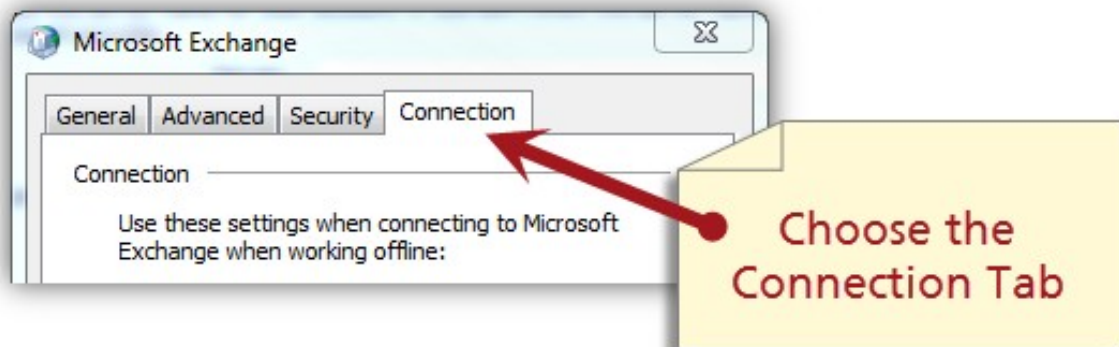 Microsoft Exchange
General Advanced Security Connection
Connection
Use these settings when connecting to Microsoft
Exchange when working offline:
Choose the
Connection Tab